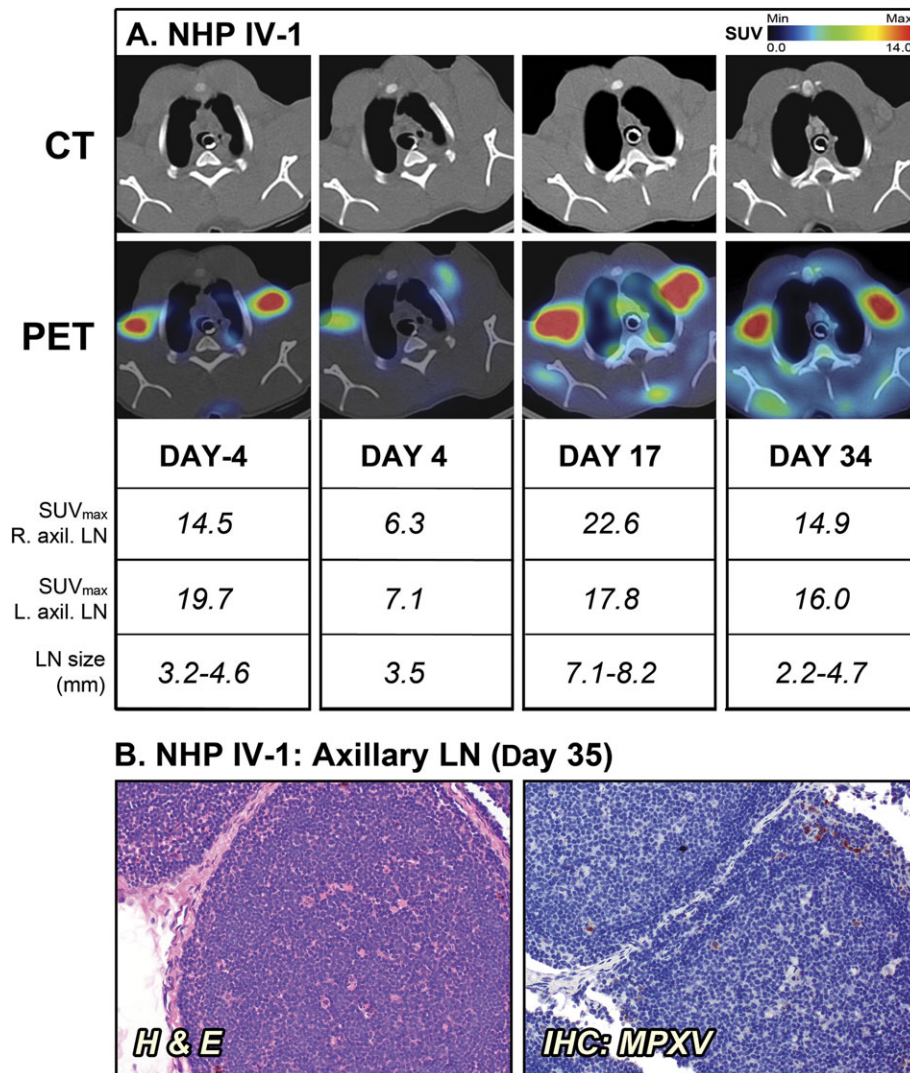 A. NHP IV-1
SUV Min Max
0.0 14.0
CT
PET
DAY-4 DAY 4 DAY 17 DAY 34
SUVmax
R. axil. LN 14.5 6.3 22.6 14.9
SUVmax
L. axil. LN 19.7 7.1 17.8 16.0
LN size
(mm) 3.2-4.6 3.5 7.1-8.2 2.2-4.7
B. NHP IV-1: Axillary LN (Day 35)
H & E IHC: MPXV